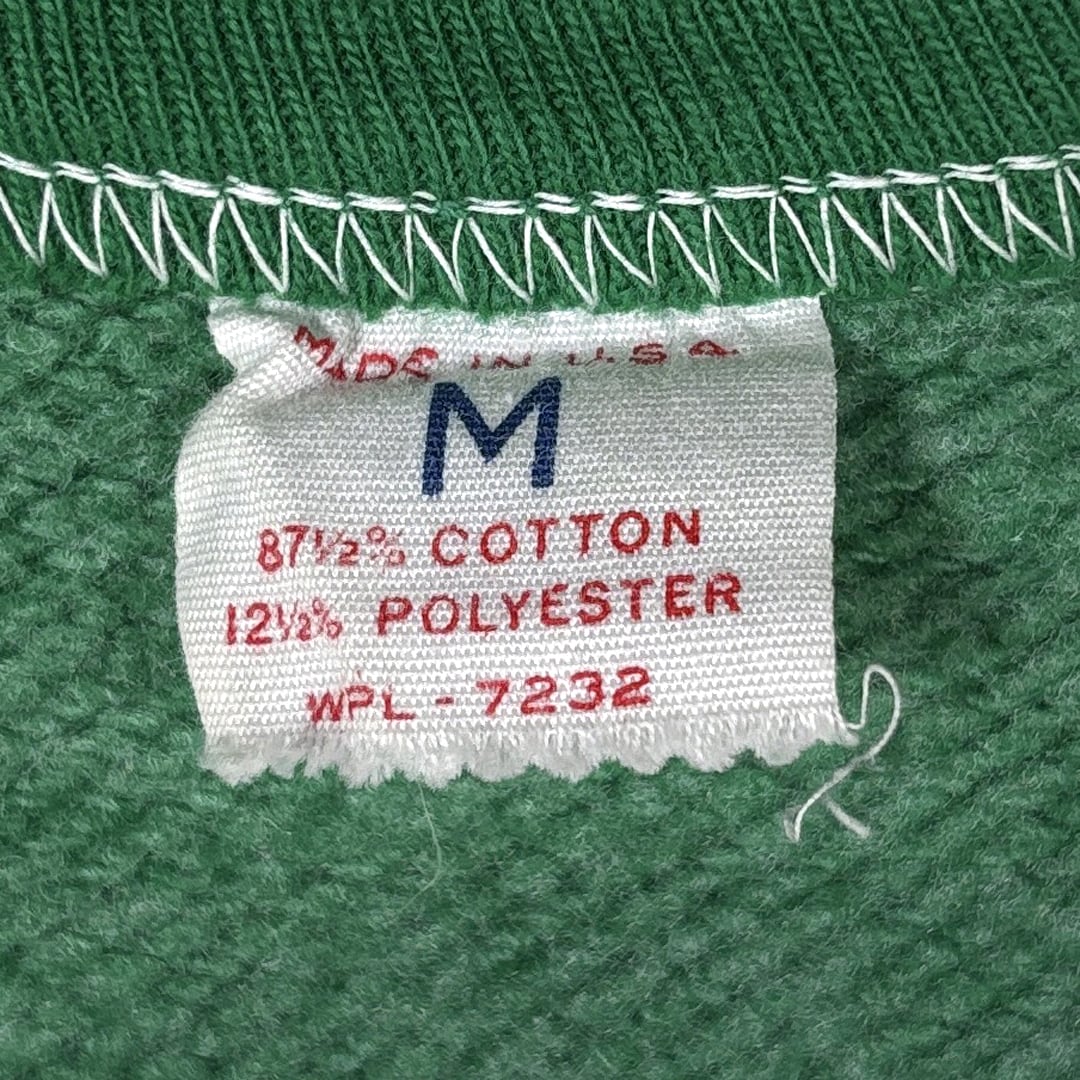 MADE IN U.S.A.
M
87½% COTTON
12½% POLYESTER
WPL - 7232